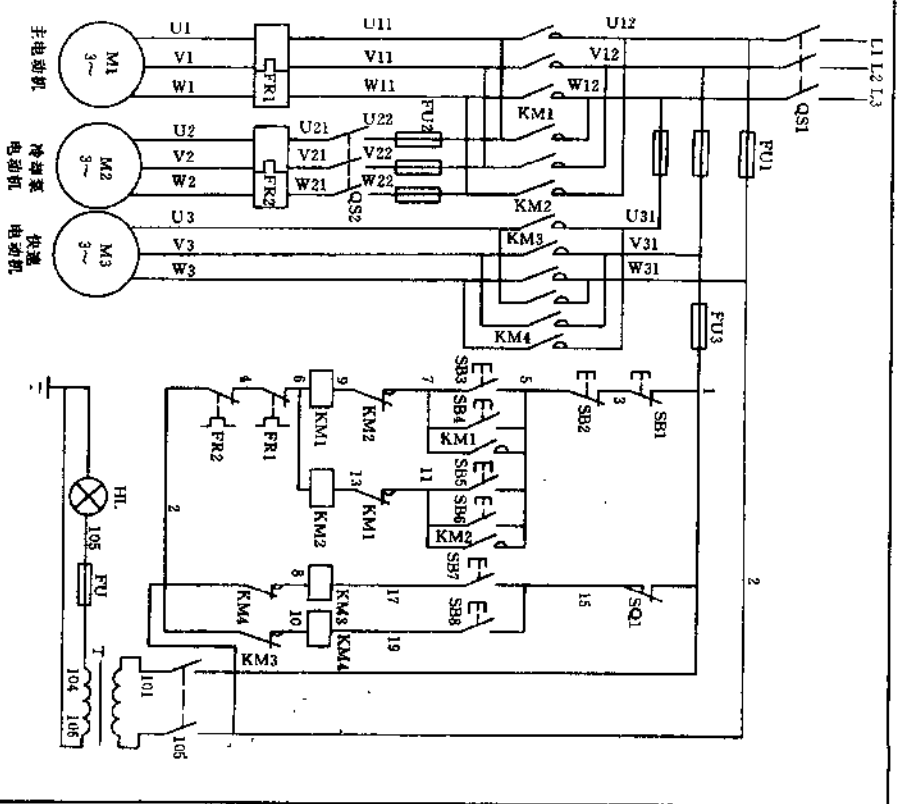 L1 L2 L3
QS1
U1
U11
U12
V1
V11
V12
W1
W11
W12
主电动机
M1
3～
FR1
KM1
FU1
U2
U21
U22
FU2
V2
V21
V22
W2
W21
W22
冷却泵
电动机
M2
3～
FR2
QS2
KM2
U3
U31
V3
V31
W3
W31
快速
电动机
M3
3～
KM3
KM4
FU3
4
6
9
7
5
3
1
FR2
FR1
KM1
KM2
SB3
SB4
KM1
SB2
SB1
13
11
KM2
KM1
SB5
SB6
KM2
2
2
8
17
15
KM4
KM3
SB7
SQ1
10
19
KM3
KM4
SB8
HL
105
FU
T
104
106
101
105